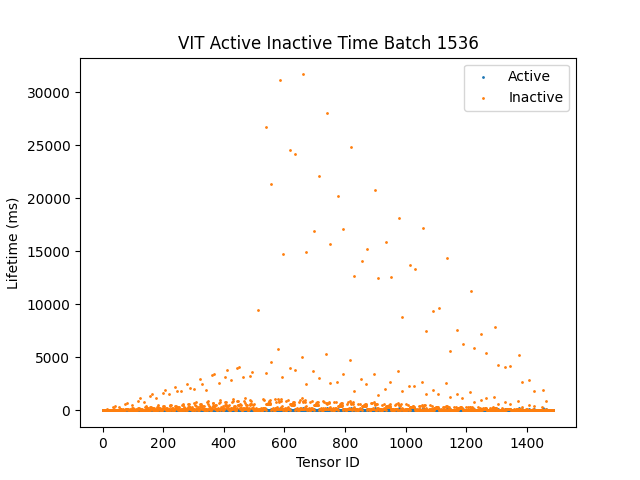 VIT Active Inactive Time Batch 1536
Active
Inactive
Lifetime (ms)
30000
25000
20000
15000
10000
5000
0
0 200 400 600 800 1000 1200 1400
Tensor ID